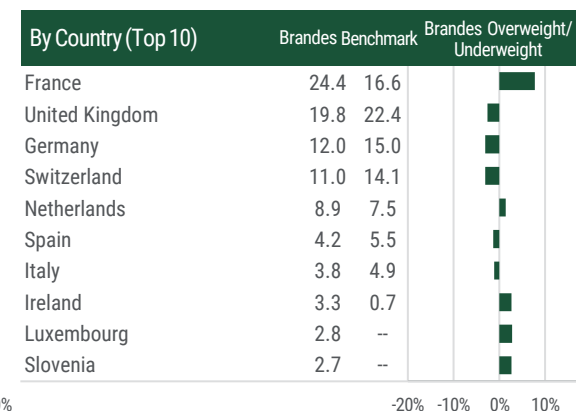 By Country (Top 10) Brandes Benchmark Brandes Overweight/
Underweight
France 24.4 16.6
United Kingdom 19.8 22.4
Germany 12.0 15.0
Switzerland 11.0 14.1
Netherlands 8.9 7.5
Spain 4.2 5.5
Italy 3.8 4.9
Ireland 3.3 0.7
Luxembourg 2.8 --
Slovenia 2.7 --
% -20% -10% 0% 10%